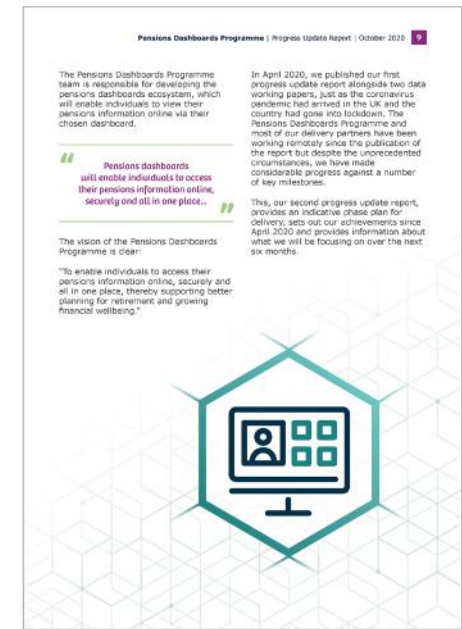 Pensions Dashboards Programme | Progress Update Report | October 2020 9
The Pensions Dashboards Programme
team is responsible for developing the
pensions dashboards ecosystem, which
will enable individuals to view their
pensions information online via their
chosen dashboard.
"
Pensions dashboards
will enable individuals to access
their pensions information online,
securely and all in one place...
"
The vision of the Pensions Dashboards
Programme is clear:
"To enable individuals to access their
pensions information online, securely and
all in one place, thereby supporting better
planning for retirement and growing
financial wellbeing."
In April 2020, we published our first
progress update report alongside two data
working papers, just as the coronavirus
pandemic had arrived in the UK and the
country had gone into lockdown. The
Pensions Dashboards Programme and
most of our delivery partners have been
working remotely since the publication of
the report but despite the unprecedented
circumstances, we have made
considerable progress against a number
of key milestones.
This, our second progress update report,
provides an indicative phase plan for
delivery, sets out our achievements since
April 2020 and provides information about
what we will be focusing on over the next
six months.